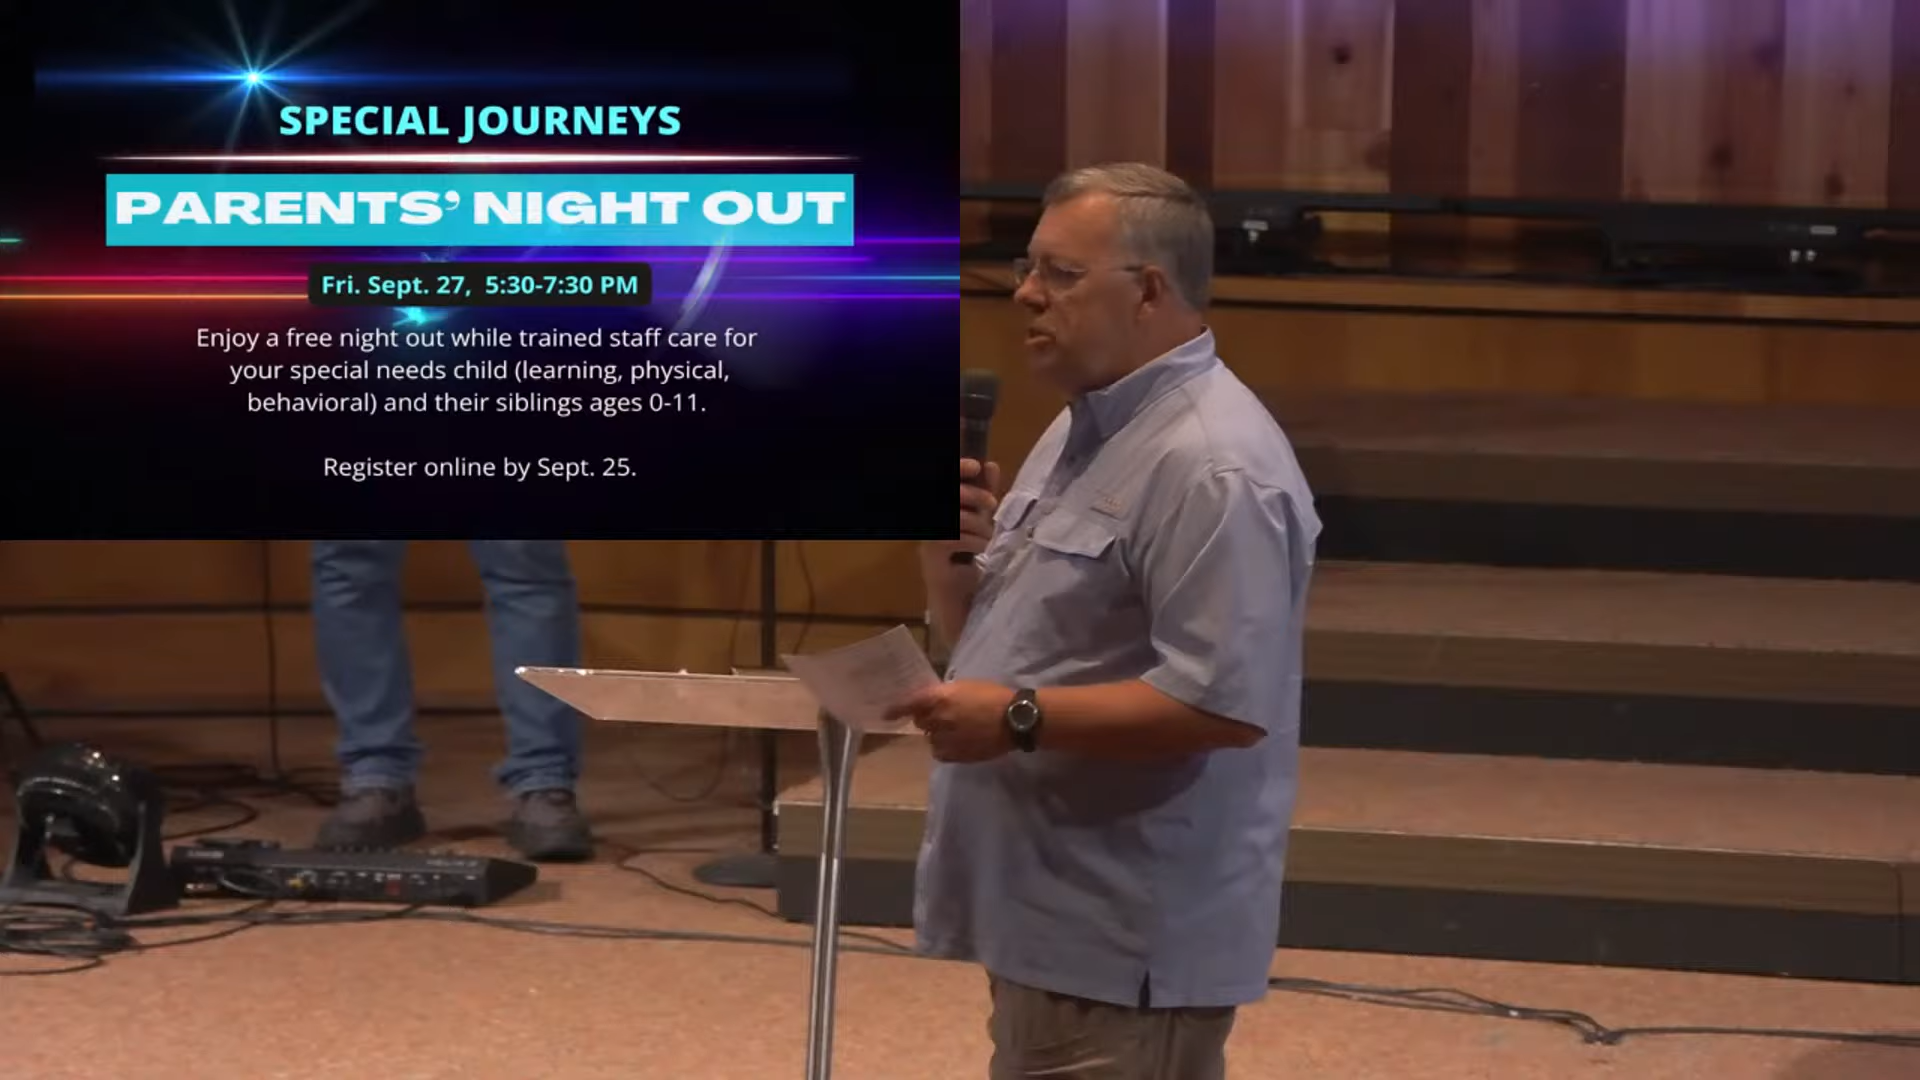 SPECIAL JOURNEYS
PARENTS’ NIGHT OUT
Fri. Sept. 27, 5:30-7:30 PM
Enjoy a free night out while trained staff care for
your special needs child (learning, physical,
behavioral) and their siblings ages 0-11.
Register online by Sept. 25.